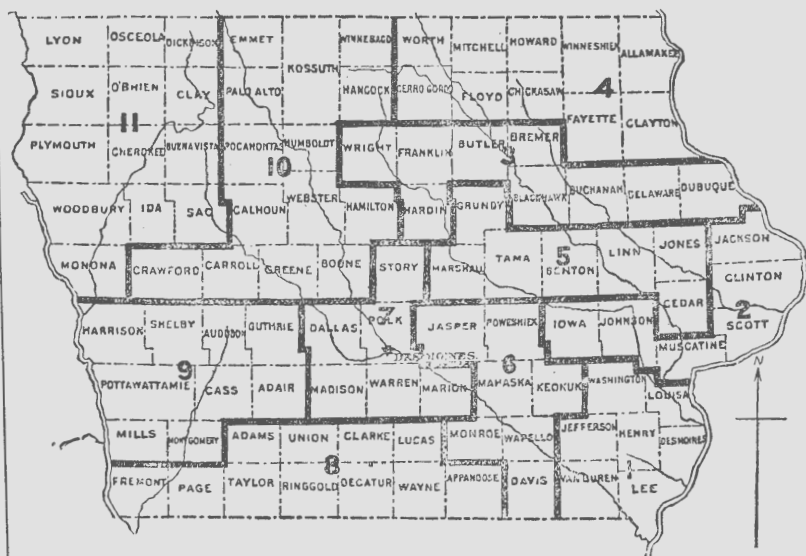 LYON OSCEOLA DICKINSON EMMET WINNEBAGO WORTH MITCHELL HOWARD WINNESHIEK ALLAMAKEE
KOSSUTH
SIOUX O'BRIEN CLAY PALO ALTO HANCOCK CERRO GORDO FLOYD CHICKASAW 4
FAYETTE CLAYTON
11
PLYMOUTH CHEROKEE BUENA VISTA POCAHONTAS HUMBOLDT WRIGHT FRANKLIN BUTLER 3 BREMER
10
WOODBURY IDA SAC CALHOUN WEBSTER HAMILTON HARDIN GRUNDY BLACKHAWK BUCHANAN DELAWARE DUBUQUE
5
MONONA CRAWFORD CARROLL GREENE BOONE STORY MARSHALL TAMA BENTON LINN JONES JACKSON
CLINTON
CEDAR 2
HARRISON SHELBY AUDUBON GUTHRIE DALLAS 7 POLK JASPER POWESHIEK IOWA JOHNSON SCOTT
MUSCATINE
DES MOINES N
9 6
POTTAWATTAMIE CASS ADAIR MADISON WARREN MARION MAHASKA KEOKUK WASHINGTON LOUISA
MILLS MONTGOMERY ADAMS UNION CLARKE LUCAS MONROE WAPELLO JEFFERSON HENRY DESMOINES
8 1
FREMONT PAGE TAYLOR RINGGOLD DECATUR WAYNE APPANOOSE DAVIS VAN BUREN LEE